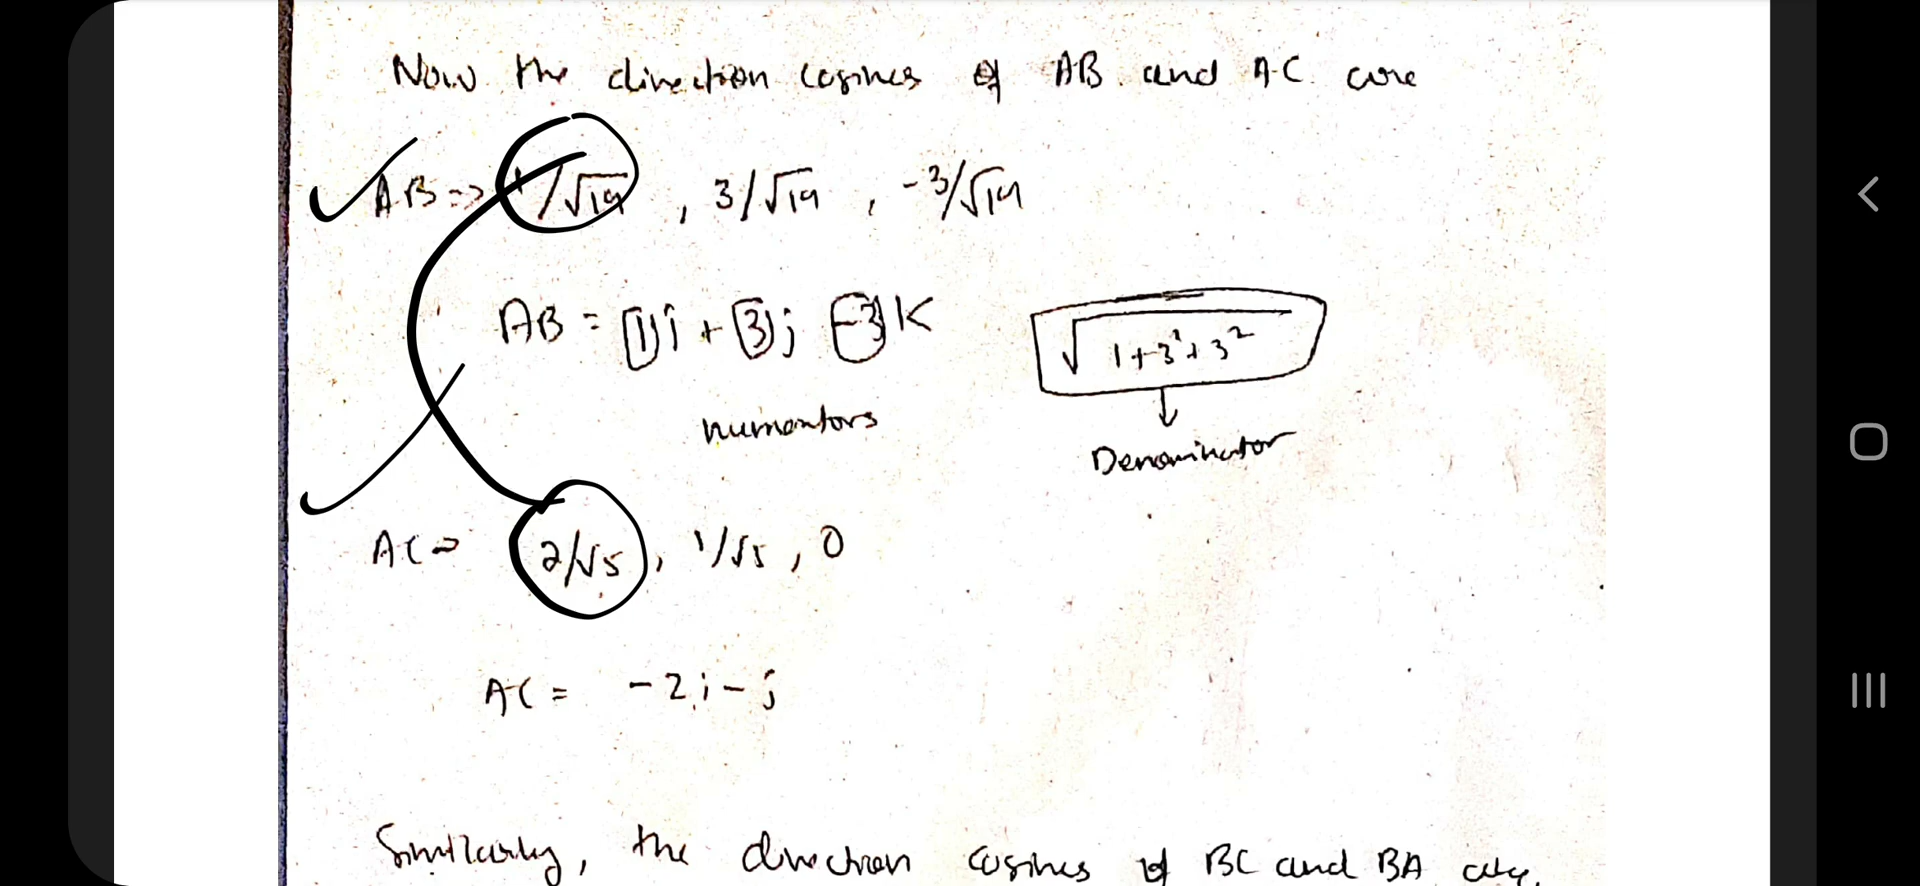 Now the direction cosines of AB and AC are
AB => 1/√19 , 3/√19 , -3/√19
AB = 1i + 3j -3k
√1+3²+3²
numentors
Denominator
AC => 2/√5 , 1/√5 , 0
AC = -2i - j
Similarly, the direction cosines of BC and BA are,